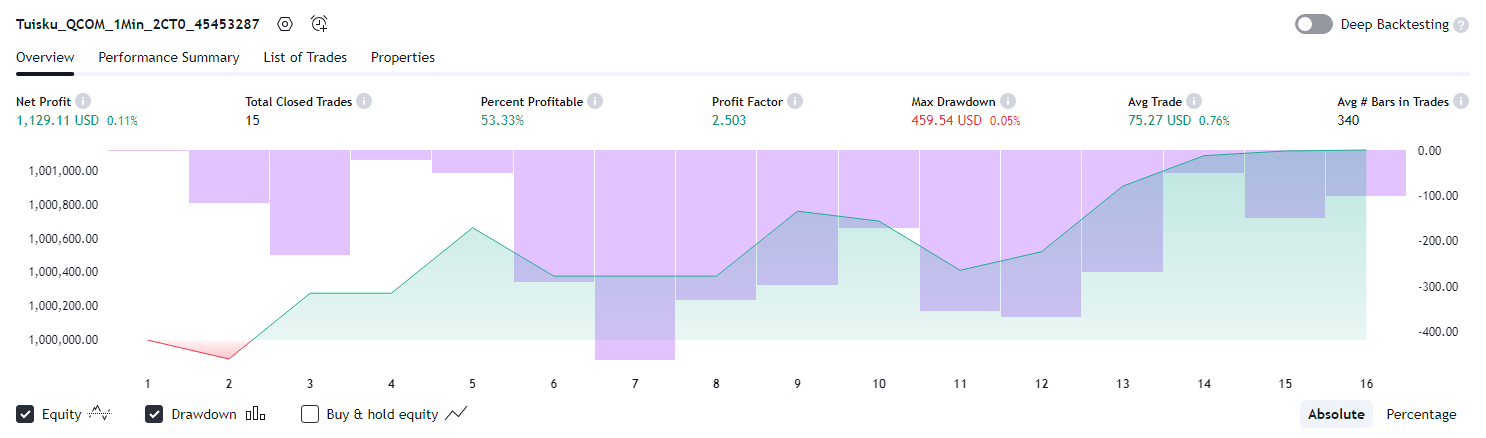 Tuisku_QCOM_1Min_2CT0_45453287 Deep Backtesting ?
Overview Performance Summary List of Trades Properties
Net Profit i Total Closed Trades i Percent Profitable i Profit Factor i Max Drawdown i Avg Trade i Avg # Bars in Trades i
1,129.11 USD 0.11% 15 53.33% 2.503 459.54 USD 0.05% 75.27 USD 0.76% 340
0.00
1,001,000.00
-100.00
1,000,800.00
1,000,600.00 -200.00
1,000,400.00
-300.00
1,000,200.00
-400.00
1,000,000.00
1 2 3 4 5 6 7 8 9 10 11 12 13 14 15 16
Equity Drawdown Buy & hold equity Absolute Percentage